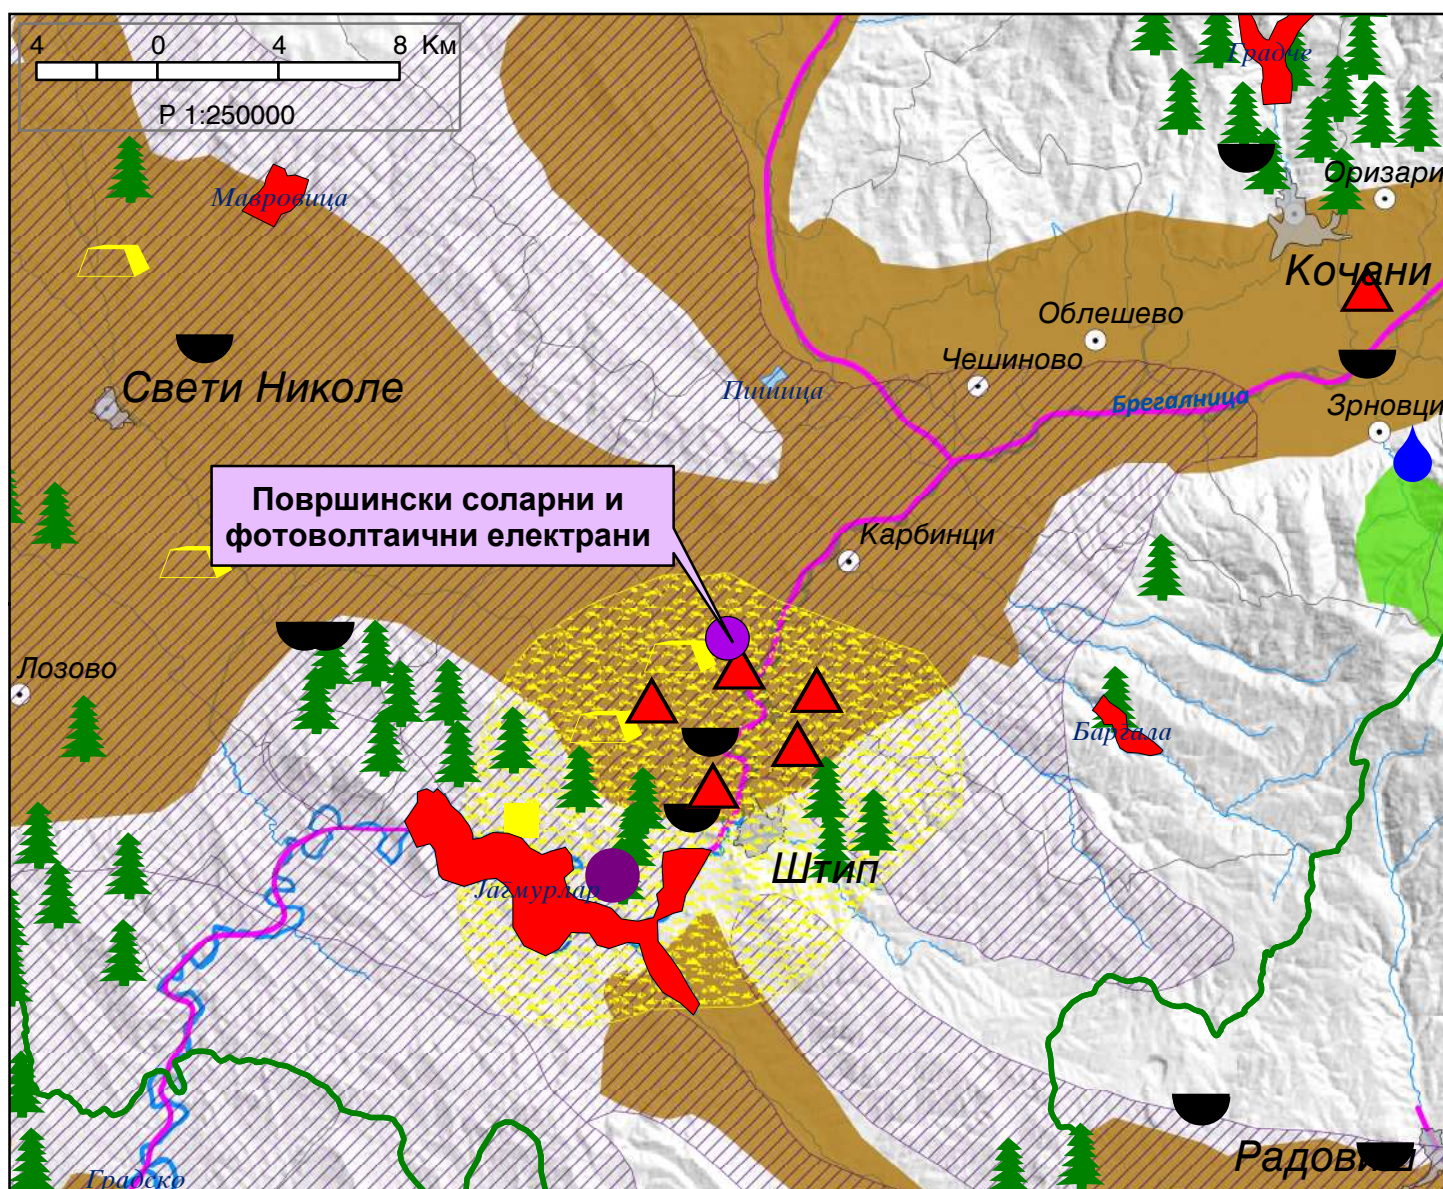 4 0 4 8 Км
Р 1:250000
Градче
Оризари
Мавровица
Кочани
Облешево
Чешиново
Пишица
Брегалница
Свети Николе
Зрновци
Површински соларни и
фотоволтаични електрани
Карбинци
Лозово
Баргала
Штип
Јагмурлар
Радовиш
Градско